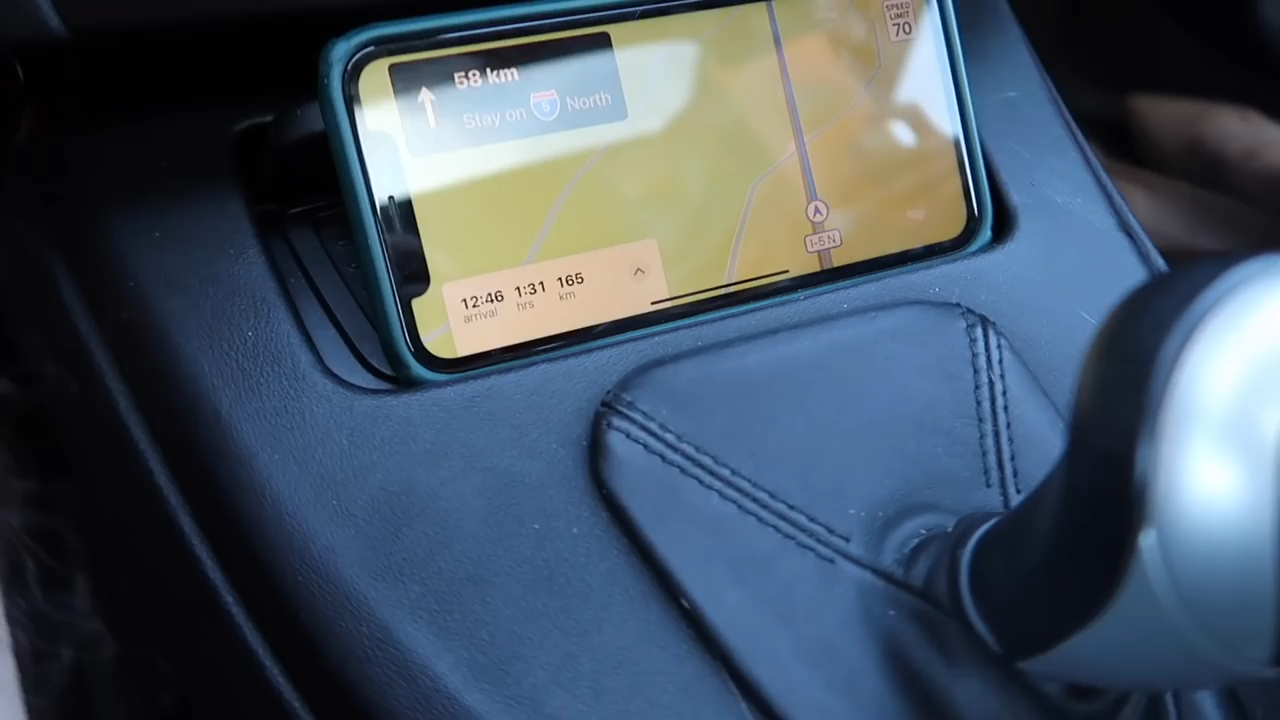 58 km
Stay on 5 North
SPEED
LIMIT
70
I-5 N
12:46 1:31 165
arrival hrs km